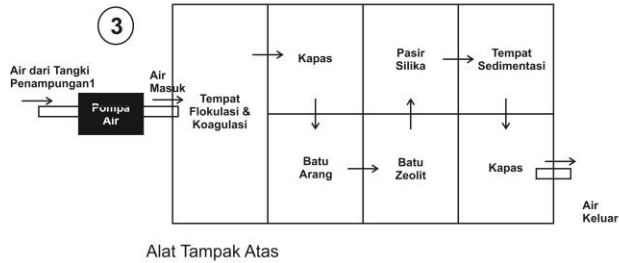 3
Air dari Tangki
Penampungan1
Pompa
Air
Air
Masuk
Tempat
Flokulasi &
Koagulasi
Kapas
Pasir
Silika
Tempat
Sedimentasi
Batu
Arang
Batu
Zeolit
Kapas
Air
Keluar
Alat Tampak Atas